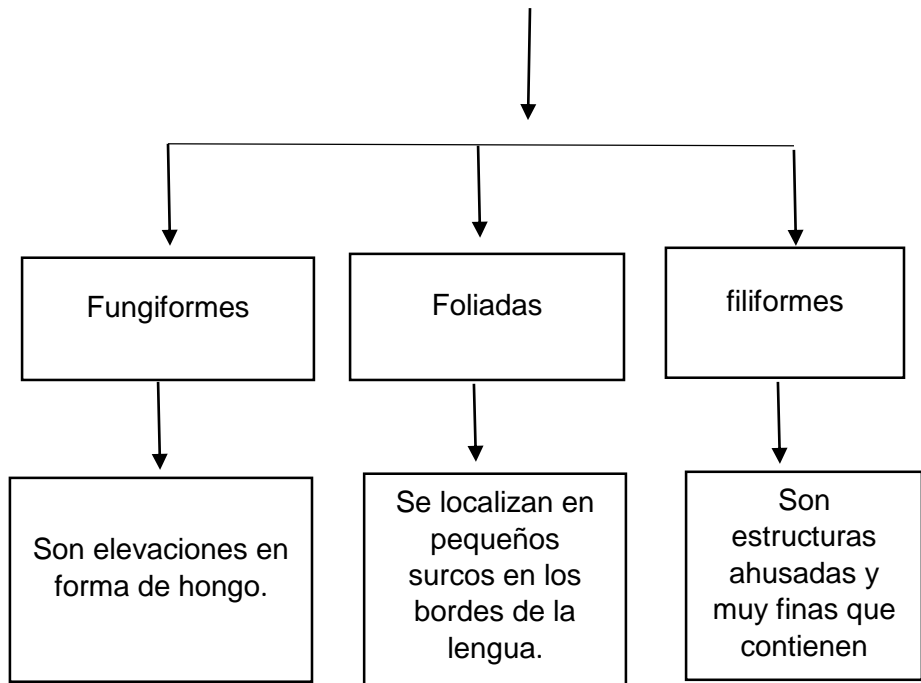 Fungiformes
Foliadas
filiformes
Son elevaciones en
forma de hongo.
Se localizan en
pequeños
surcos en los
bordes de la
lengua.
Son
estructuras
ahusadas y
muy finas que
contienen